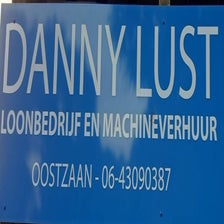 DANNY LUST
LOONBEDRIJF EN MACHINEVERHUUR
OOSTZAAN - 06-43090387